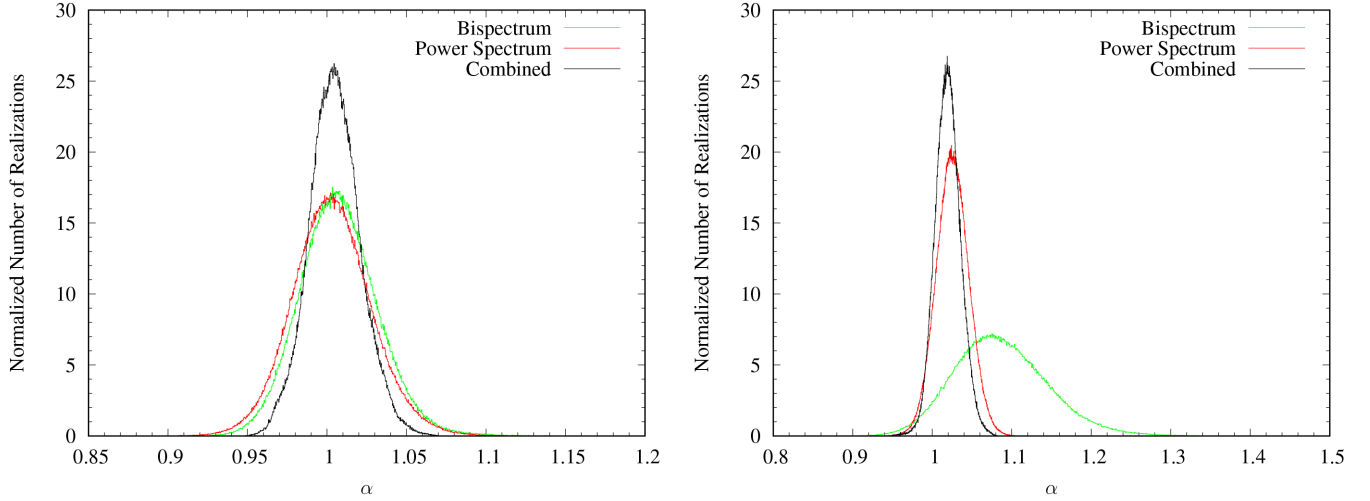 Normalized Number of Realizations
30
25
20
15
10
5
0
Bispectrum
Power Spectrum
Combined
0.85 0.9 0.95 1 1.05 1.1 1.15 1.2
α
Normalized Number of Realizations
30
25
20
15
10
5
0
Bispectrum
Power Spectrum
Combined
0.8 0.9 1 1.1 1.2 1.3 1.4 1.5
α